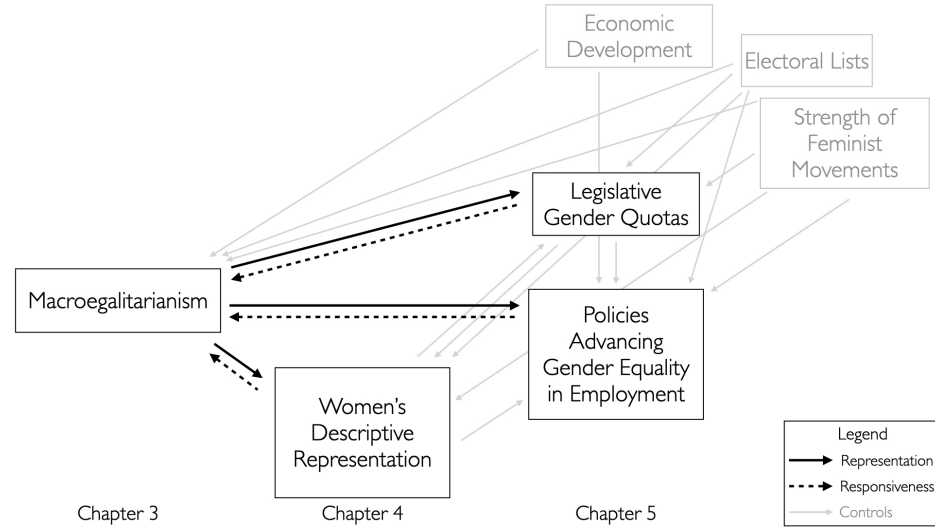 Economic
Development
Electoral Lists
Strength of
Feminist
Movements
Legislative
Gender Quotas
Macroegalitarianism
Policies
Advancing
Gender Equality
in Employment
Women's
Descriptive
Representation
Legend
Representation
Responsiveness
Controls
Chapter 3
Chapter 4
Chapter 5